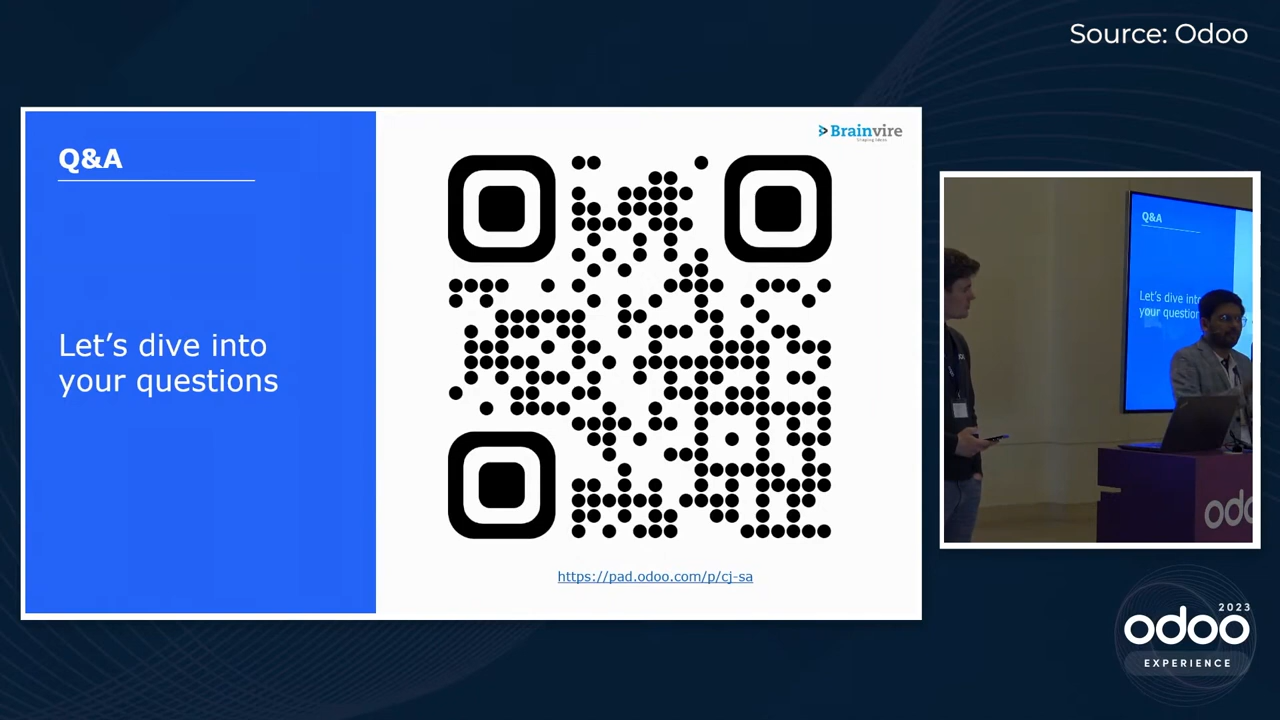 Source: Odoo
Brainvire
Q&A
Let’s dive into
your questions
https://pad.odoo.com/p/cj-sa
Q&A
Let’s dive into
your question
odoo
2023
odoo
EXPERIENCE